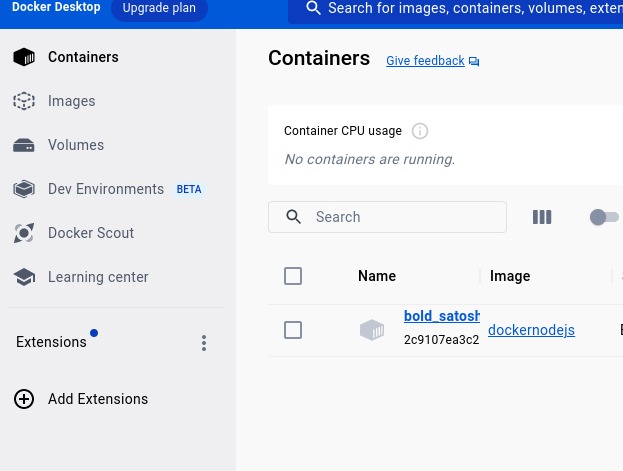 Docker Desktop
Upgrade plan
Search for images, containers, volumes, exten
Containers
Images
Volumes
Dev Environments BETA
Docker Scout
Learning center
Extensions
Add Extensions
Containers
Give feedback
Container CPU usage
No containers are running.
Search
Name Image
bold_satosh
2c9107ea3c2
dockernodejs